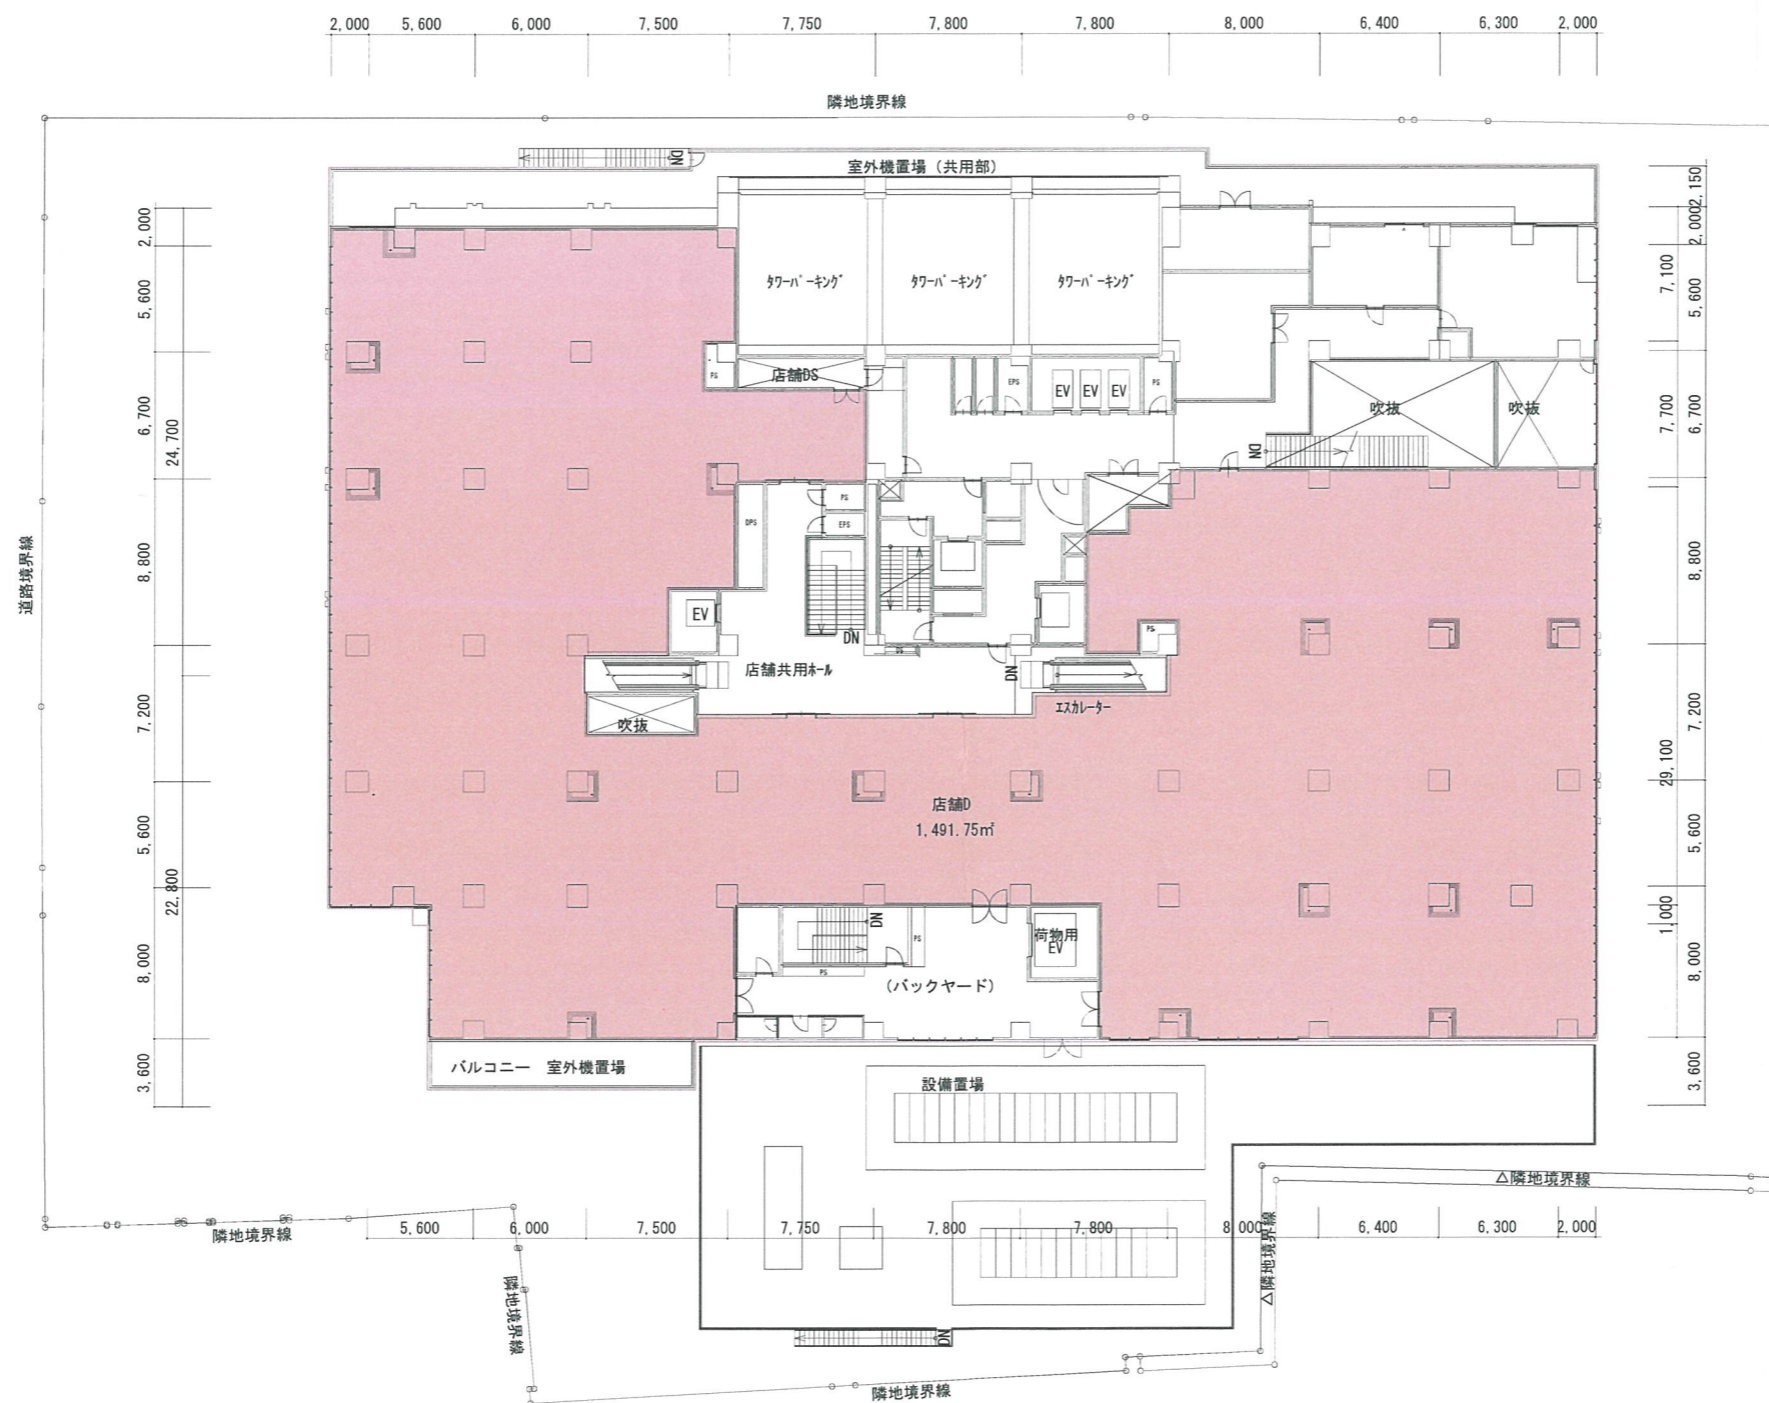 2,000 5,600 6,000 7,500 7,750 7,800 7,800 8,000 6,400 6,300 2,000
隣地境界線
DN
室外機置場（共用部）
2,150
2,000
2,000
7,100
5,600
5,600
ﾀﾜｰﾊﾟｰｷﾝｸﾞ ﾀﾜｰﾊﾟｰｷﾝｸﾞ ﾀﾜｰﾊﾟｰｷﾝｸﾞ
PS 店舗DS EPS EV EV EV PS
吹抜 吹抜
6,700
24,700
7,700
6,700
DN
DPS PS
EPS
道路境界線
8,800
8,800
EV DN PS
DS
店舗共用ﾎｰﾙ DN
ｴｽｶﾚｰﾀｰ
吹抜
7,200
7,200
29,100
店舗D
1,491.75㎡
5,600
22,800
5,600
1,000
DN PS 荷物用
EV
PS (バックヤード)
8,000
8,000
バルコニー　室外機置場
設備置場
3,600
3,600
△隣地境界線
隣地境界線
5,600 6,000 7,500 7,750 7,800 7,800 8,000 6,400 6,300 2,000
△隣地境界線
隣地境界線
DN
隣地境界線